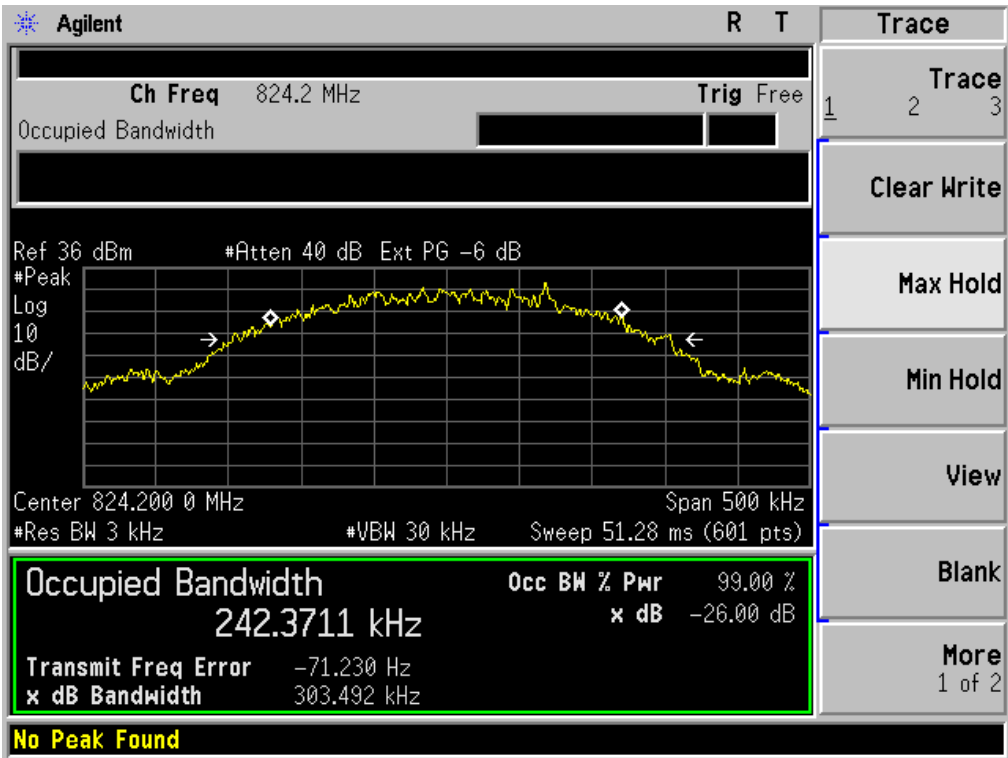 Agilent R T Trace
Trace
1 2 3
Ch Freq 824.2 MHz Trig Free
Occupied Bandwidth
Clear Write
Ref 36 dBm #Atten 40 dB Ext PG -6 dB
#Peak
Log
10
dB/
Max Hold
Min Hold
View
Center 824.200 0 MHz Span 500 kHz
#Res BW 3 kHz #VBW 30 kHz Sweep 51.28 ms (601 pts)
Occupied Bandwidth Occ BW % Pwr 99.00 %
242.3711 kHz x dB -26.00 dB
Blank
Transmit Freq Error -71.230 Hz
x dB Bandwidth 303.492 kHz
More
1 of 2
No Peak Found